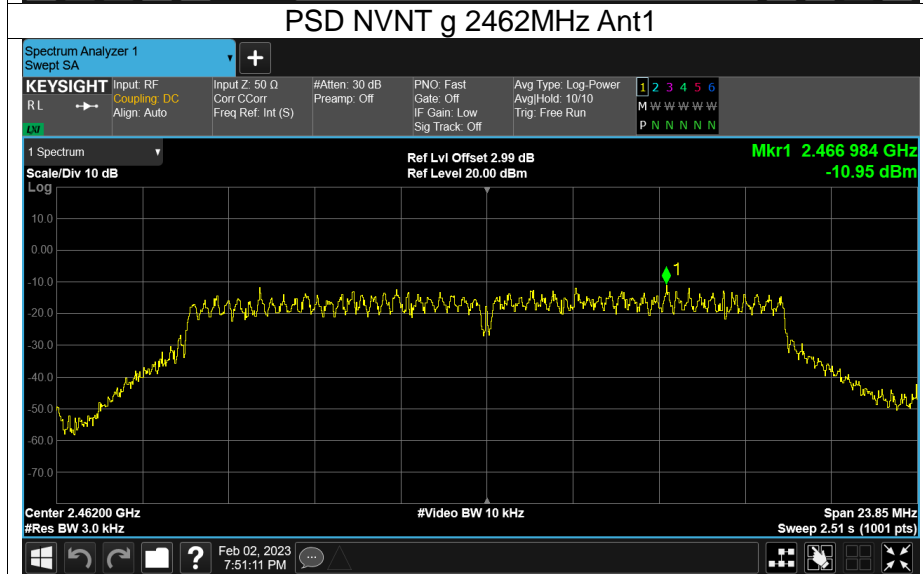 PSD NVNT g 2462MHz Ant1
Spectrum Analyzer 1
Swept SA
+
KEYSIGHT
R L
LXI
Input: RF
Coupling: DC
Align: Auto
Input Z: 50 Ω
Corr CCorr
Freq Ref: Int (S)
#Atten: 30 dB
Preamp: Off
PNO: Fast
Gate: Off
IF Gain: Low
Sig Track: Off
Avg Type: Log-Power
Avg|Hold: 10/10
Trig: Free Run
1 2 3 4 5 6
M W W W W W
P N N N N N
1 Spectrum
Scale/Div 10 dB
Log
Ref Lvl Offset 2.99 dB
Ref Level 20.00 dBm
Mkr1 2.466 984 GHz
-10.95 dBm
10.0
0.00
-10.0
-20.0
-30.0
-40.0
-50.0
-60.0
-70.0
1
Center 2.46200 GHz
#Res BW 3.0 kHz
#Video BW 10 kHz
Span 23.85 MHz
Sweep 2.51 s (1001 pts)
?
Feb 02, 2023
7:51:11 PM